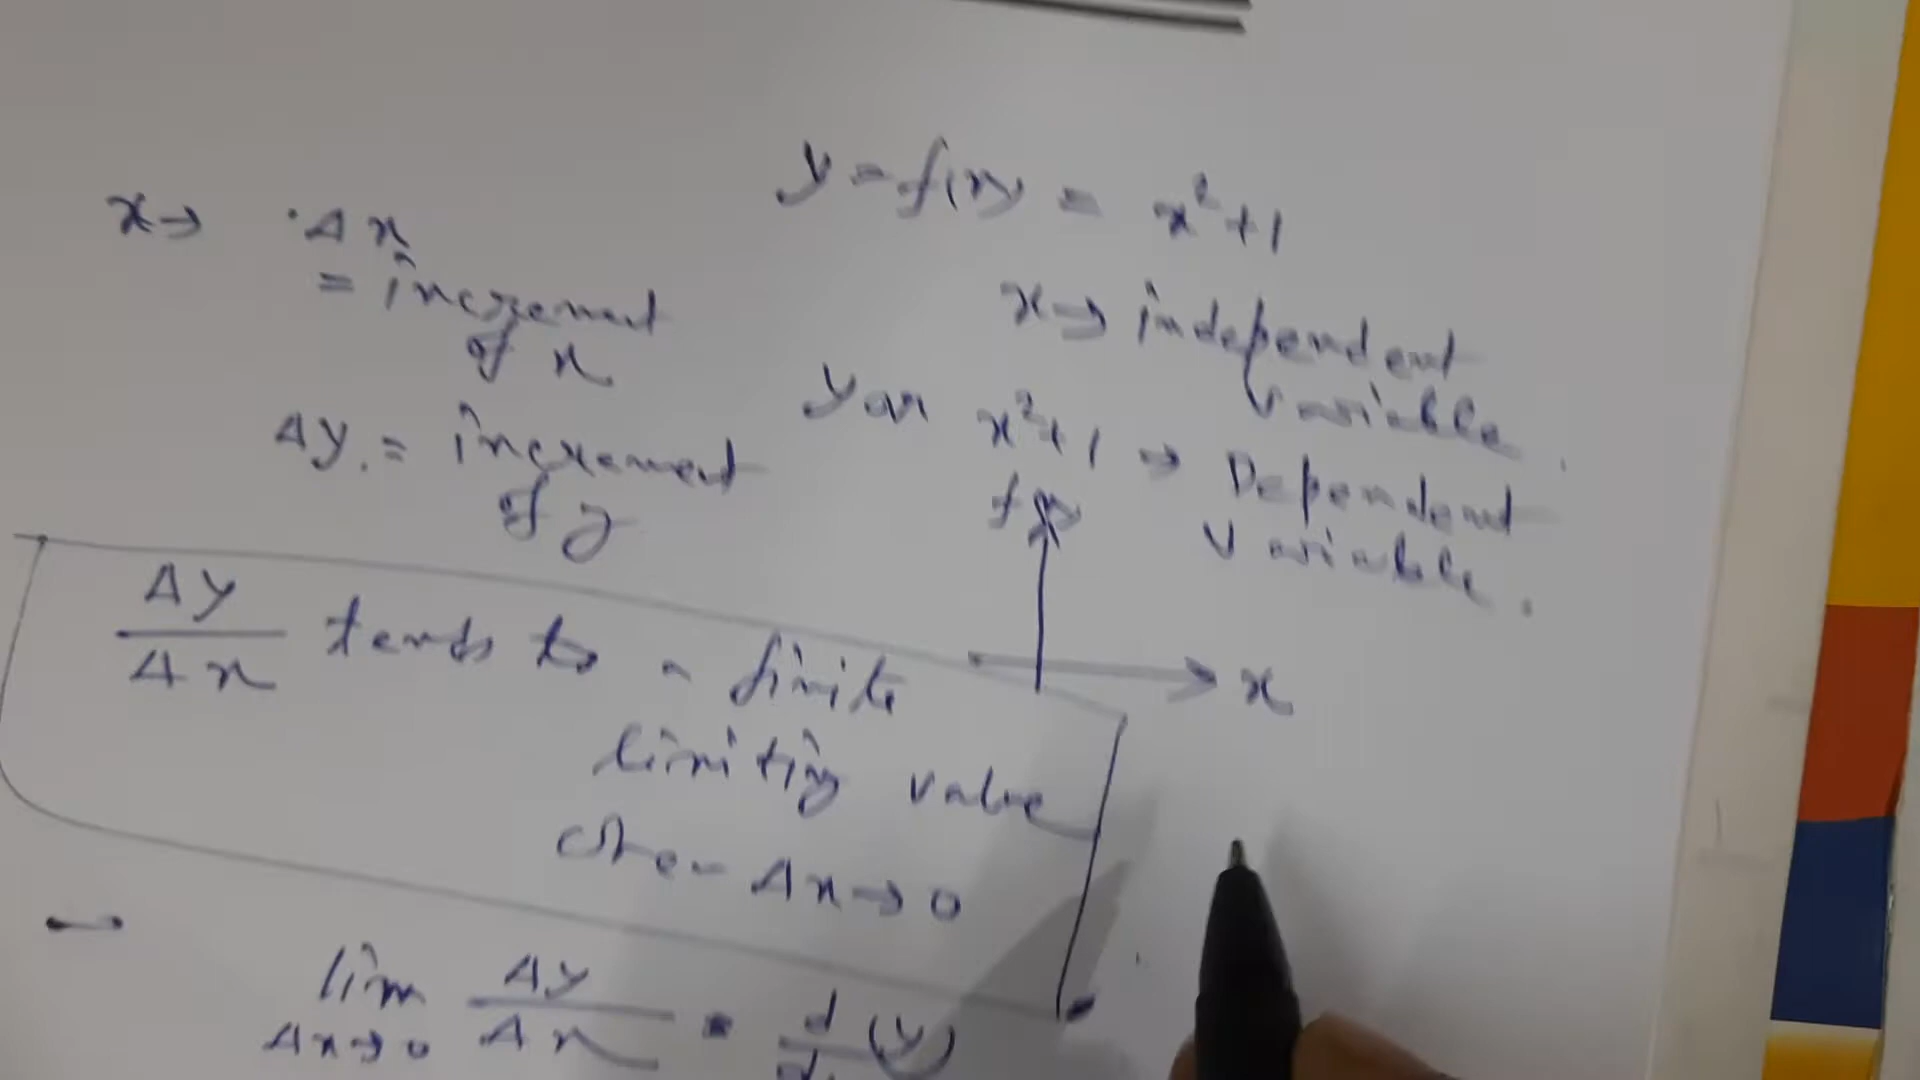 y = f(x) = x²+1
x → Δx
= increment
of x
x → independent
variable.
Δy = increment
of y
y or x²+1 → Dependent
Variable.
f(x)
x
Δy/Δx tends to a finite
limiting value
when Δx → 0
lim Δx→0 Δy/Δx = d (y)